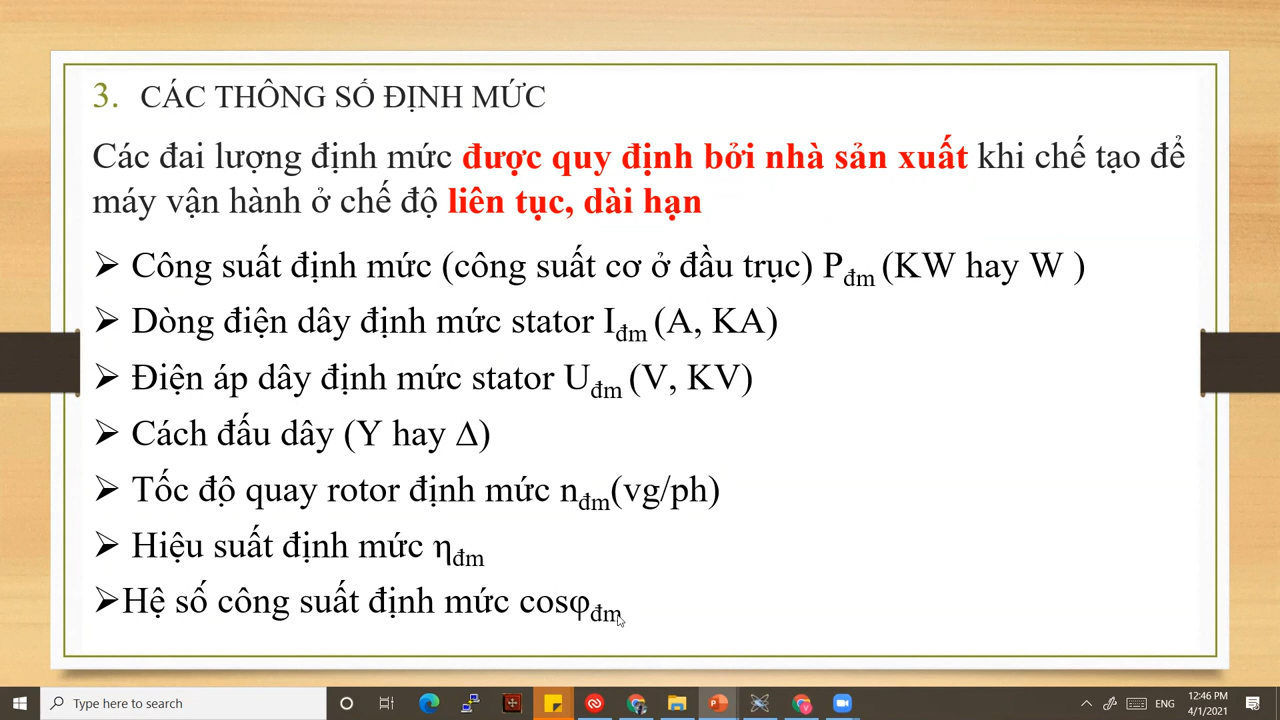 3. CÁC THÔNG SỐ ĐỊNH MỨC
Các đai lượng định mức được quy định bởi nhà sản xuất khi chế tạo để
máy vận hành ở chế độ liên tục, dài hạn
➢ Công suất định mức (công suất cơ ở đầu trục) Pđm (KW hay W )
➢ Dòng điện dây định mức stator Iđm (A, KA)
➢ Điện áp dây định mức stator Uđm (V, KV)
➢ Cách đấu dây (Y hay Δ)
➢ Tốc độ quay rotor định mức nđm(vg/ph)
➢ Hiệu suất định mức ηđm
➢Hệ số công suất định mức cosφđm
Type here to search
ENG
12:46 PM
4/1/2021